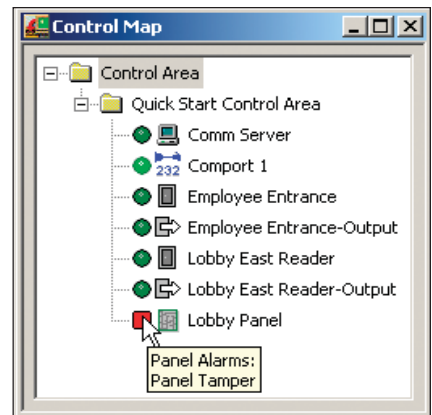 Control Map
Control Area
Quick Start Control Area
Comm Server
232 Comport 1
Employee Entrance
Employee Entrance-Output
Lobby East Reader
Lobby East Reader-Output
Lobby Panel
Panel Alarms:
Panel Tamper